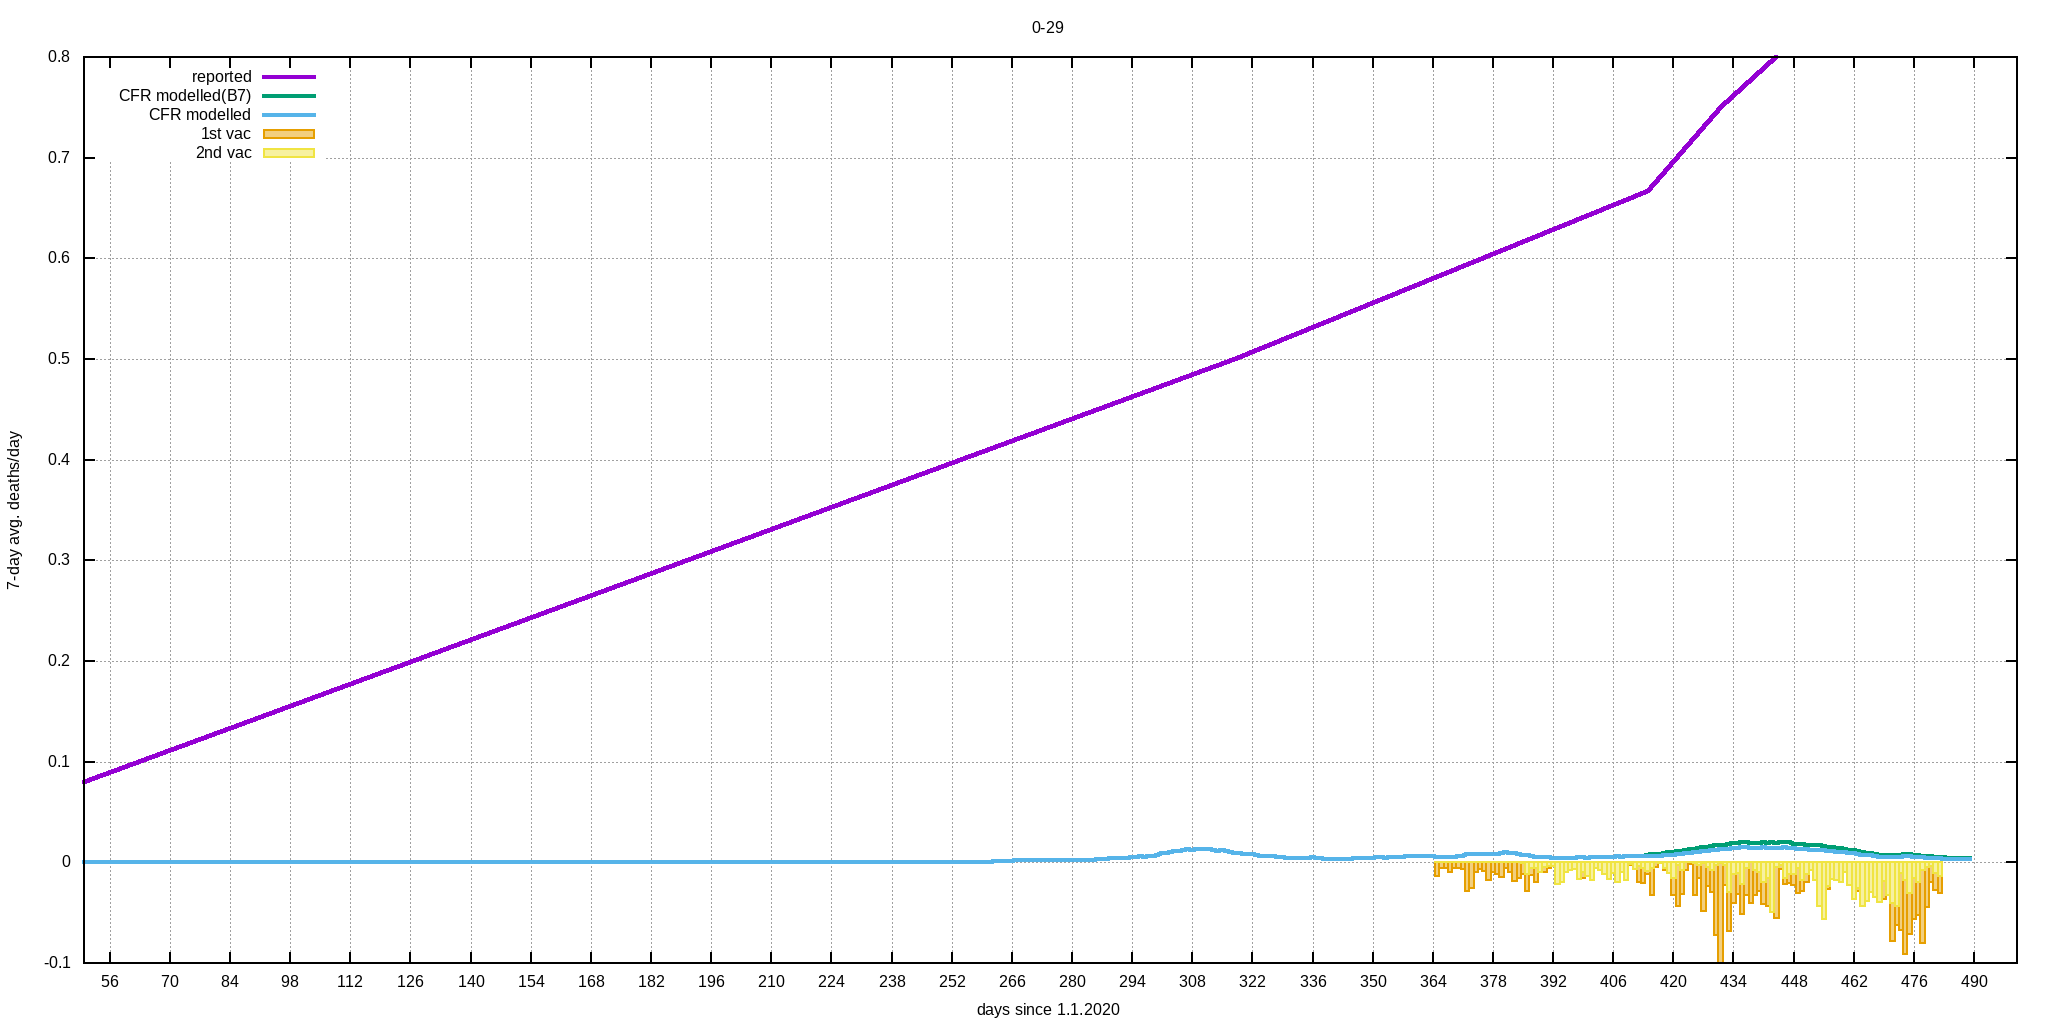 0-29
reported
CFR modelled(B7)
CFR modelled
1st vac
2nd vac
0.8
0.7
0.6
0.5
0.4
0.3
0.2
0.1
0
-0.1
7-day avg. deaths/day
56 70 84 98 112 126 140 154 168 182 196 210 224 238 252 266 280 294 308 322 336 350 364 378 392 406 420 434 448 462 476 490
days since 1.1.2020